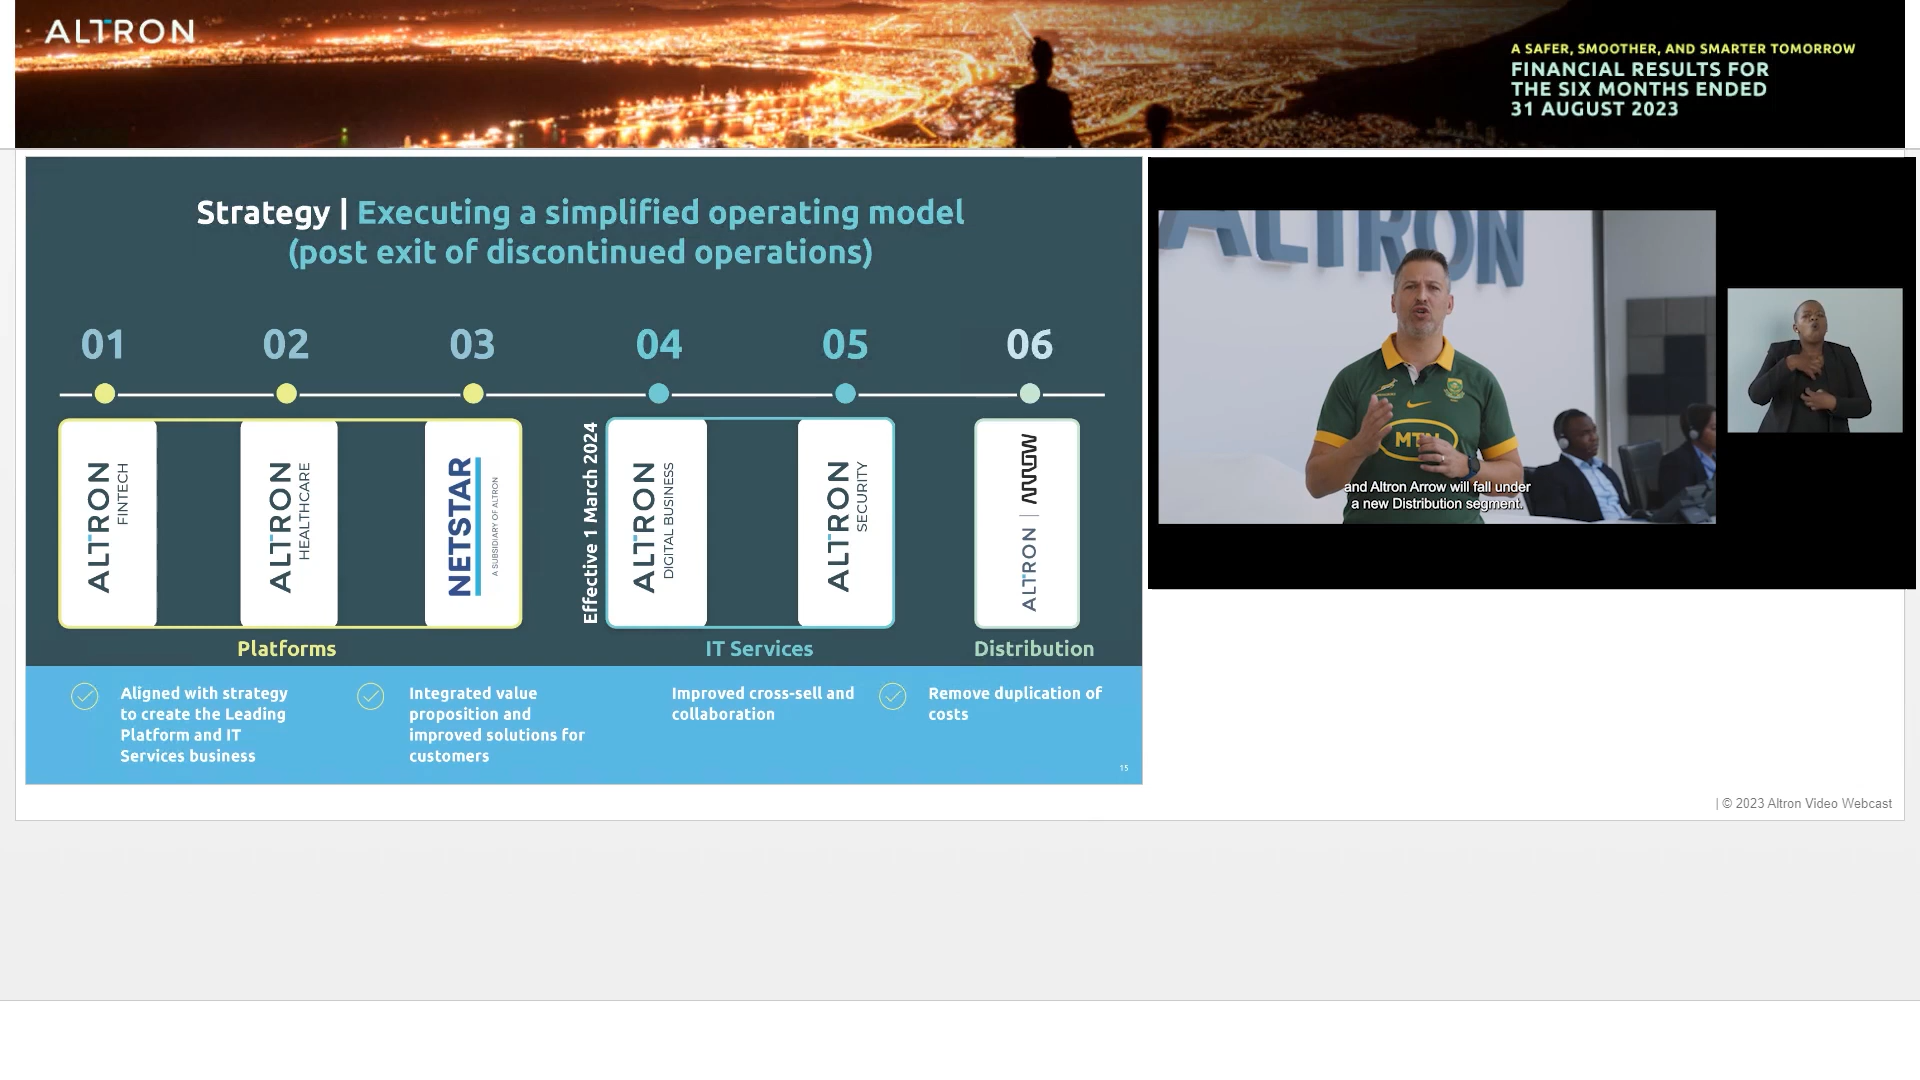 ALTRON
A SAFER, SMOOTHER, AND SMARTER TOMORROW
FINANCIAL RESULTS FOR
THE SIX MONTHS ENDED
31 AUGUST 2023
Strategy | Executing a simplified operating model
(post exit of discontinued operations)
01
02
03
04
05
06
ALTRON
FINTECH
ALTRON
HEALTHCARE
NETSTAR
A SUBSIDIARY OF ALTRON
Effective 1 March 2024
ALTRON
DIGITAL BUSINESS
ALTRON
SECURITY
ALTRON | ARROW
Platforms
IT Services
Distribution
Aligned with strategy
to create the Leading
Platform and IT
Services business
Integrated value
proposition and
improved solutions for
customers
Improved cross-sell and
collaboration
Remove duplication of
costs
15
ALTRON
MTN
and Altron Arrow will fall under
a new Distribution segment.
| © 2023 Altron Video Webcast